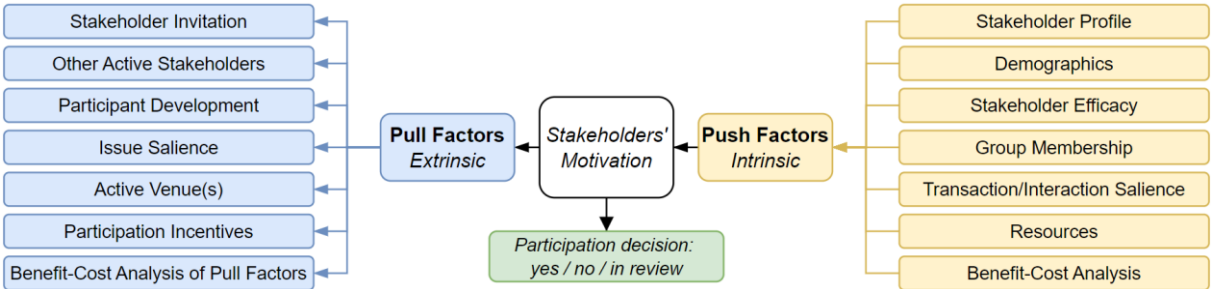 Stakeholder Invitation
Other Active Stakeholders
Participant Development
Issue Salience
Active Venue(s)
Participation Incentives
Benefit-Cost Analysis of Pull Factors
Pull Factors
Extrinsic
Stakeholders'
Motivation
Participation decision:
yes / no / in review
Push Factors
Intrinsic
Stakeholder Profile
Demographics
Stakeholder Efficacy
Group Membership
Transaction/Interaction Salience
Resources
Benefit-Cost Analysis